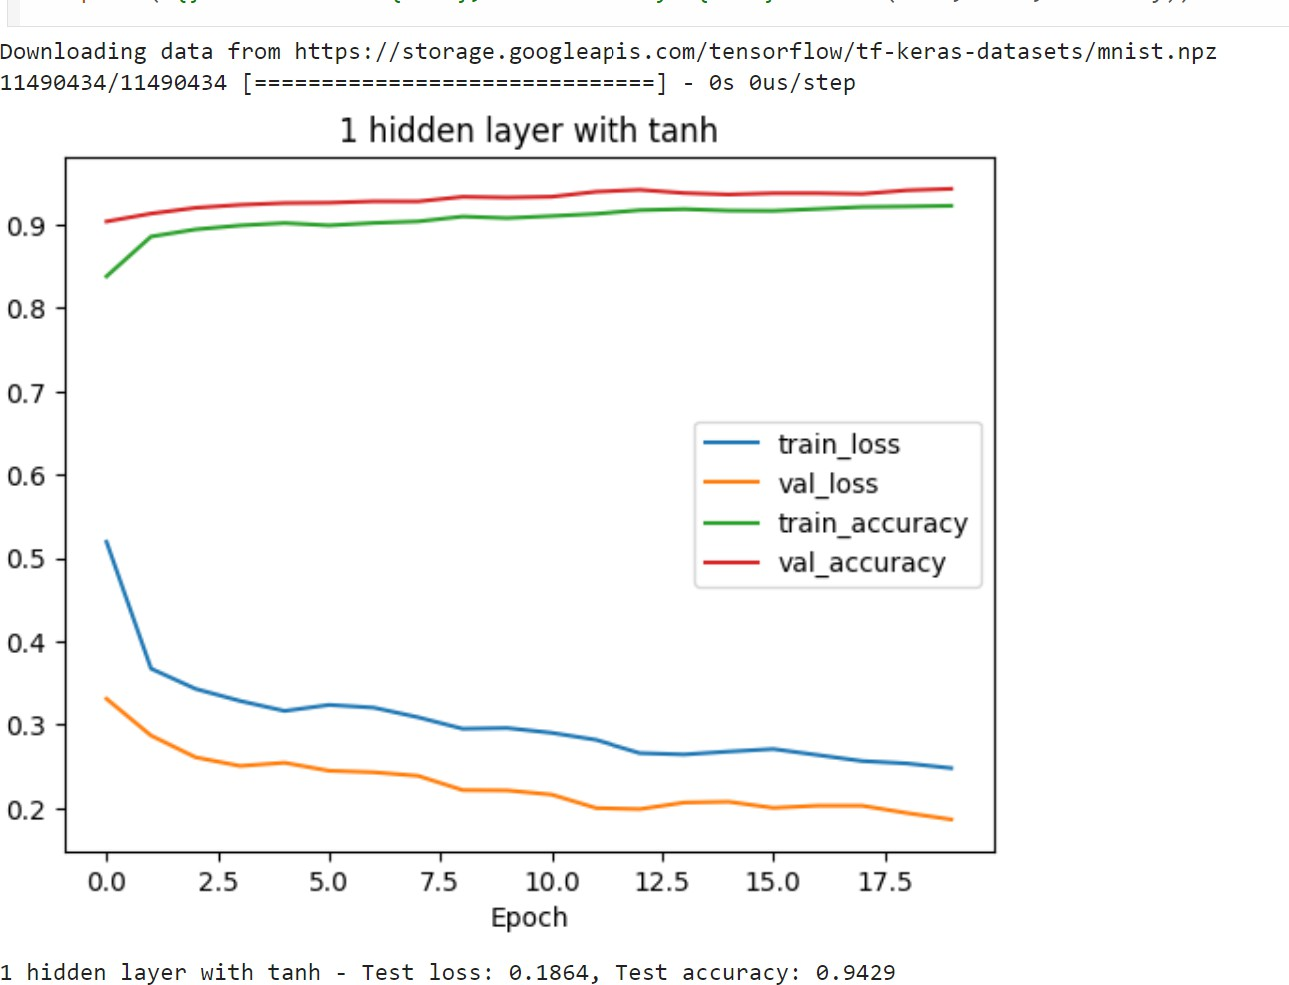 Downloading data from https://storage.googleapis.com/tensorflow/tf-keras-datasets/mnist.npz
11490434/11490434 [==============================] - 0s 0us/step
1 hidden layer with tanh
0.9
0.8
0.7
0.6
0.5
0.4
0.3
0.2
train_loss
val_loss
train_accuracy
val_accuracy
0.0 2.5 5.0 7.5 10.0 12.5 15.0 17.5
Epoch
1 hidden layer with tanh - Test loss: 0.1864, Test accuracy: 0.9429